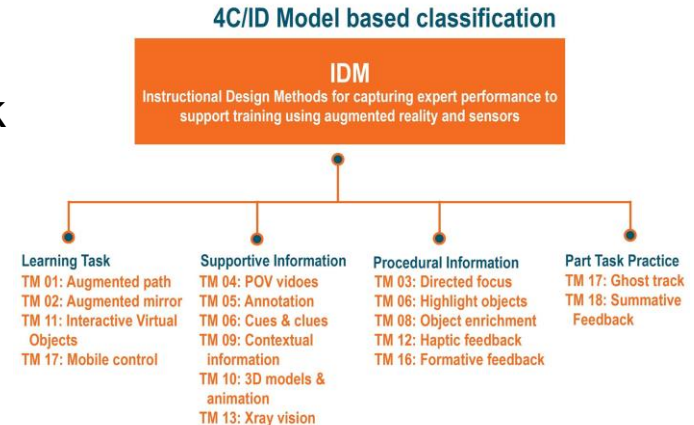 4C/ID Model based classification
IDM
Instructional Design Methods for capturing expert performance to
support training using augmented reality and sensors
k
Learning Task
TM 01: Augmented path
TM 02: Augmented mirror
TM 11: Interactive Virtual
Objects
TM 17: Mobile control
Supportive Information
TM 04: POV vidoes
TM 05: Annotation
TM 06: Cues & clues
TM 09: Contextual
information
TM 10: 3D models &
animation
TM 13: Xray vision
Procedural Information
TM 03: Directed focus
TM 06: Highlight objects
TM 08: Object enrichment
TM 12: Haptic feedback
TM 16: Formative feedback
Part Task Practice
TM 17: Ghost track
TM 18: Summative
Feedback